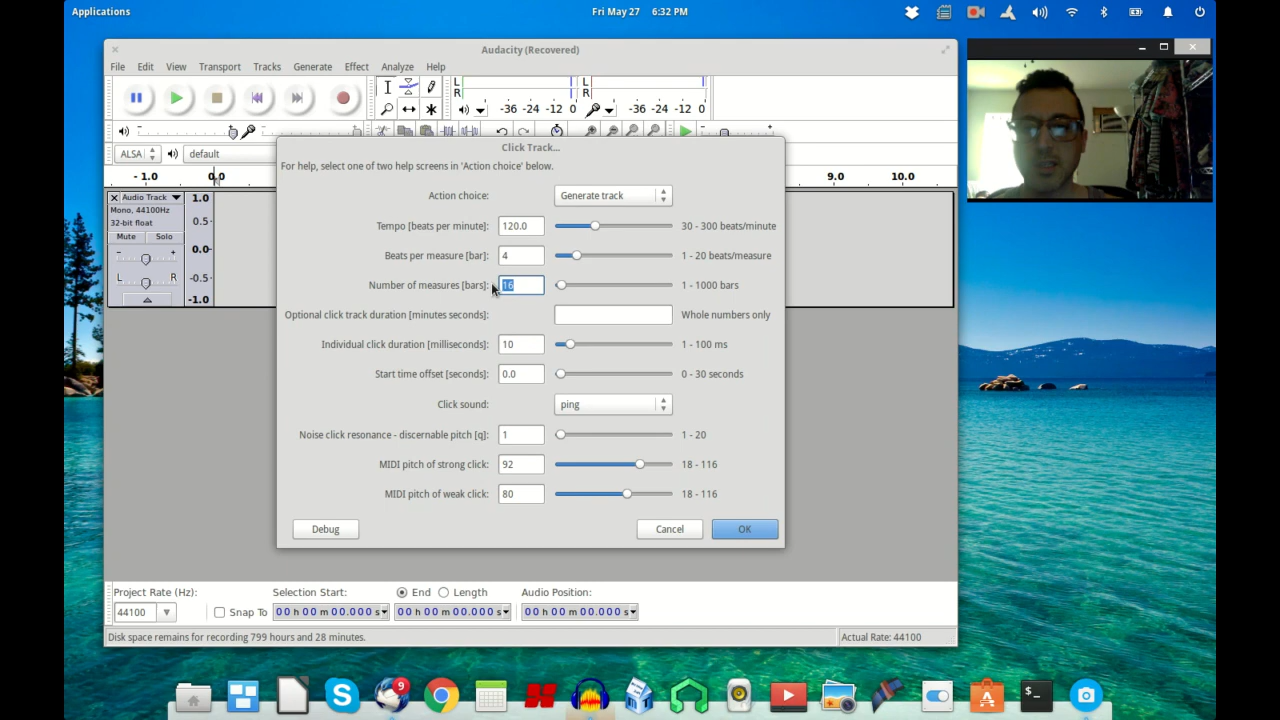 Applications
Fri May 27 6:32 PM
Audacity (Recovered)
File Edit View Transport Tracks Generate Effect Analyze Help
L
R
-36 -24 -12 0
L
R
-36 -24 -12 0
ALSA
default
- 1.0 0.0 9.0 10.0
Audio Track
Mono, 44100Hz
32-bit float
Mute Solo
- +
L R
1.0
0.5-
0.0-
-0.5-
-1.0
Click Track...
For help, select one of two help screens in 'Action choice' below.
Action choice: Generate track
Tempo [beats per minute]: 120.0 30 - 300 beats/minute
Beats per measure [bar]: 4 1 - 20 beats/measure
Number of measures [bars]: 16 1 - 1000 bars
Optional click track duration [minutes seconds]: Whole numbers only
Individual click duration [milliseconds]: 10 1 - 100 ms
Start time offset [seconds]: 0.0 0 - 30 seconds
Click sound: ping
Noise click resonance - discernable pitch [q]: 1 1 - 20
MIDI pitch of strong click: 92 18 - 116
MIDI pitch of weak click: 80 18 - 116
Debug Cancel OK
Project Rate (Hz): Selection Start: End Length Audio Position:
44100 Snap To 00 h 00 m 00.000 s 00 h 00 m 00.000 s 00 h 00 m 00.000 s
Disk space remains for recording 799 hours and 28 minutes. Actual Rate: 44100
9
$_